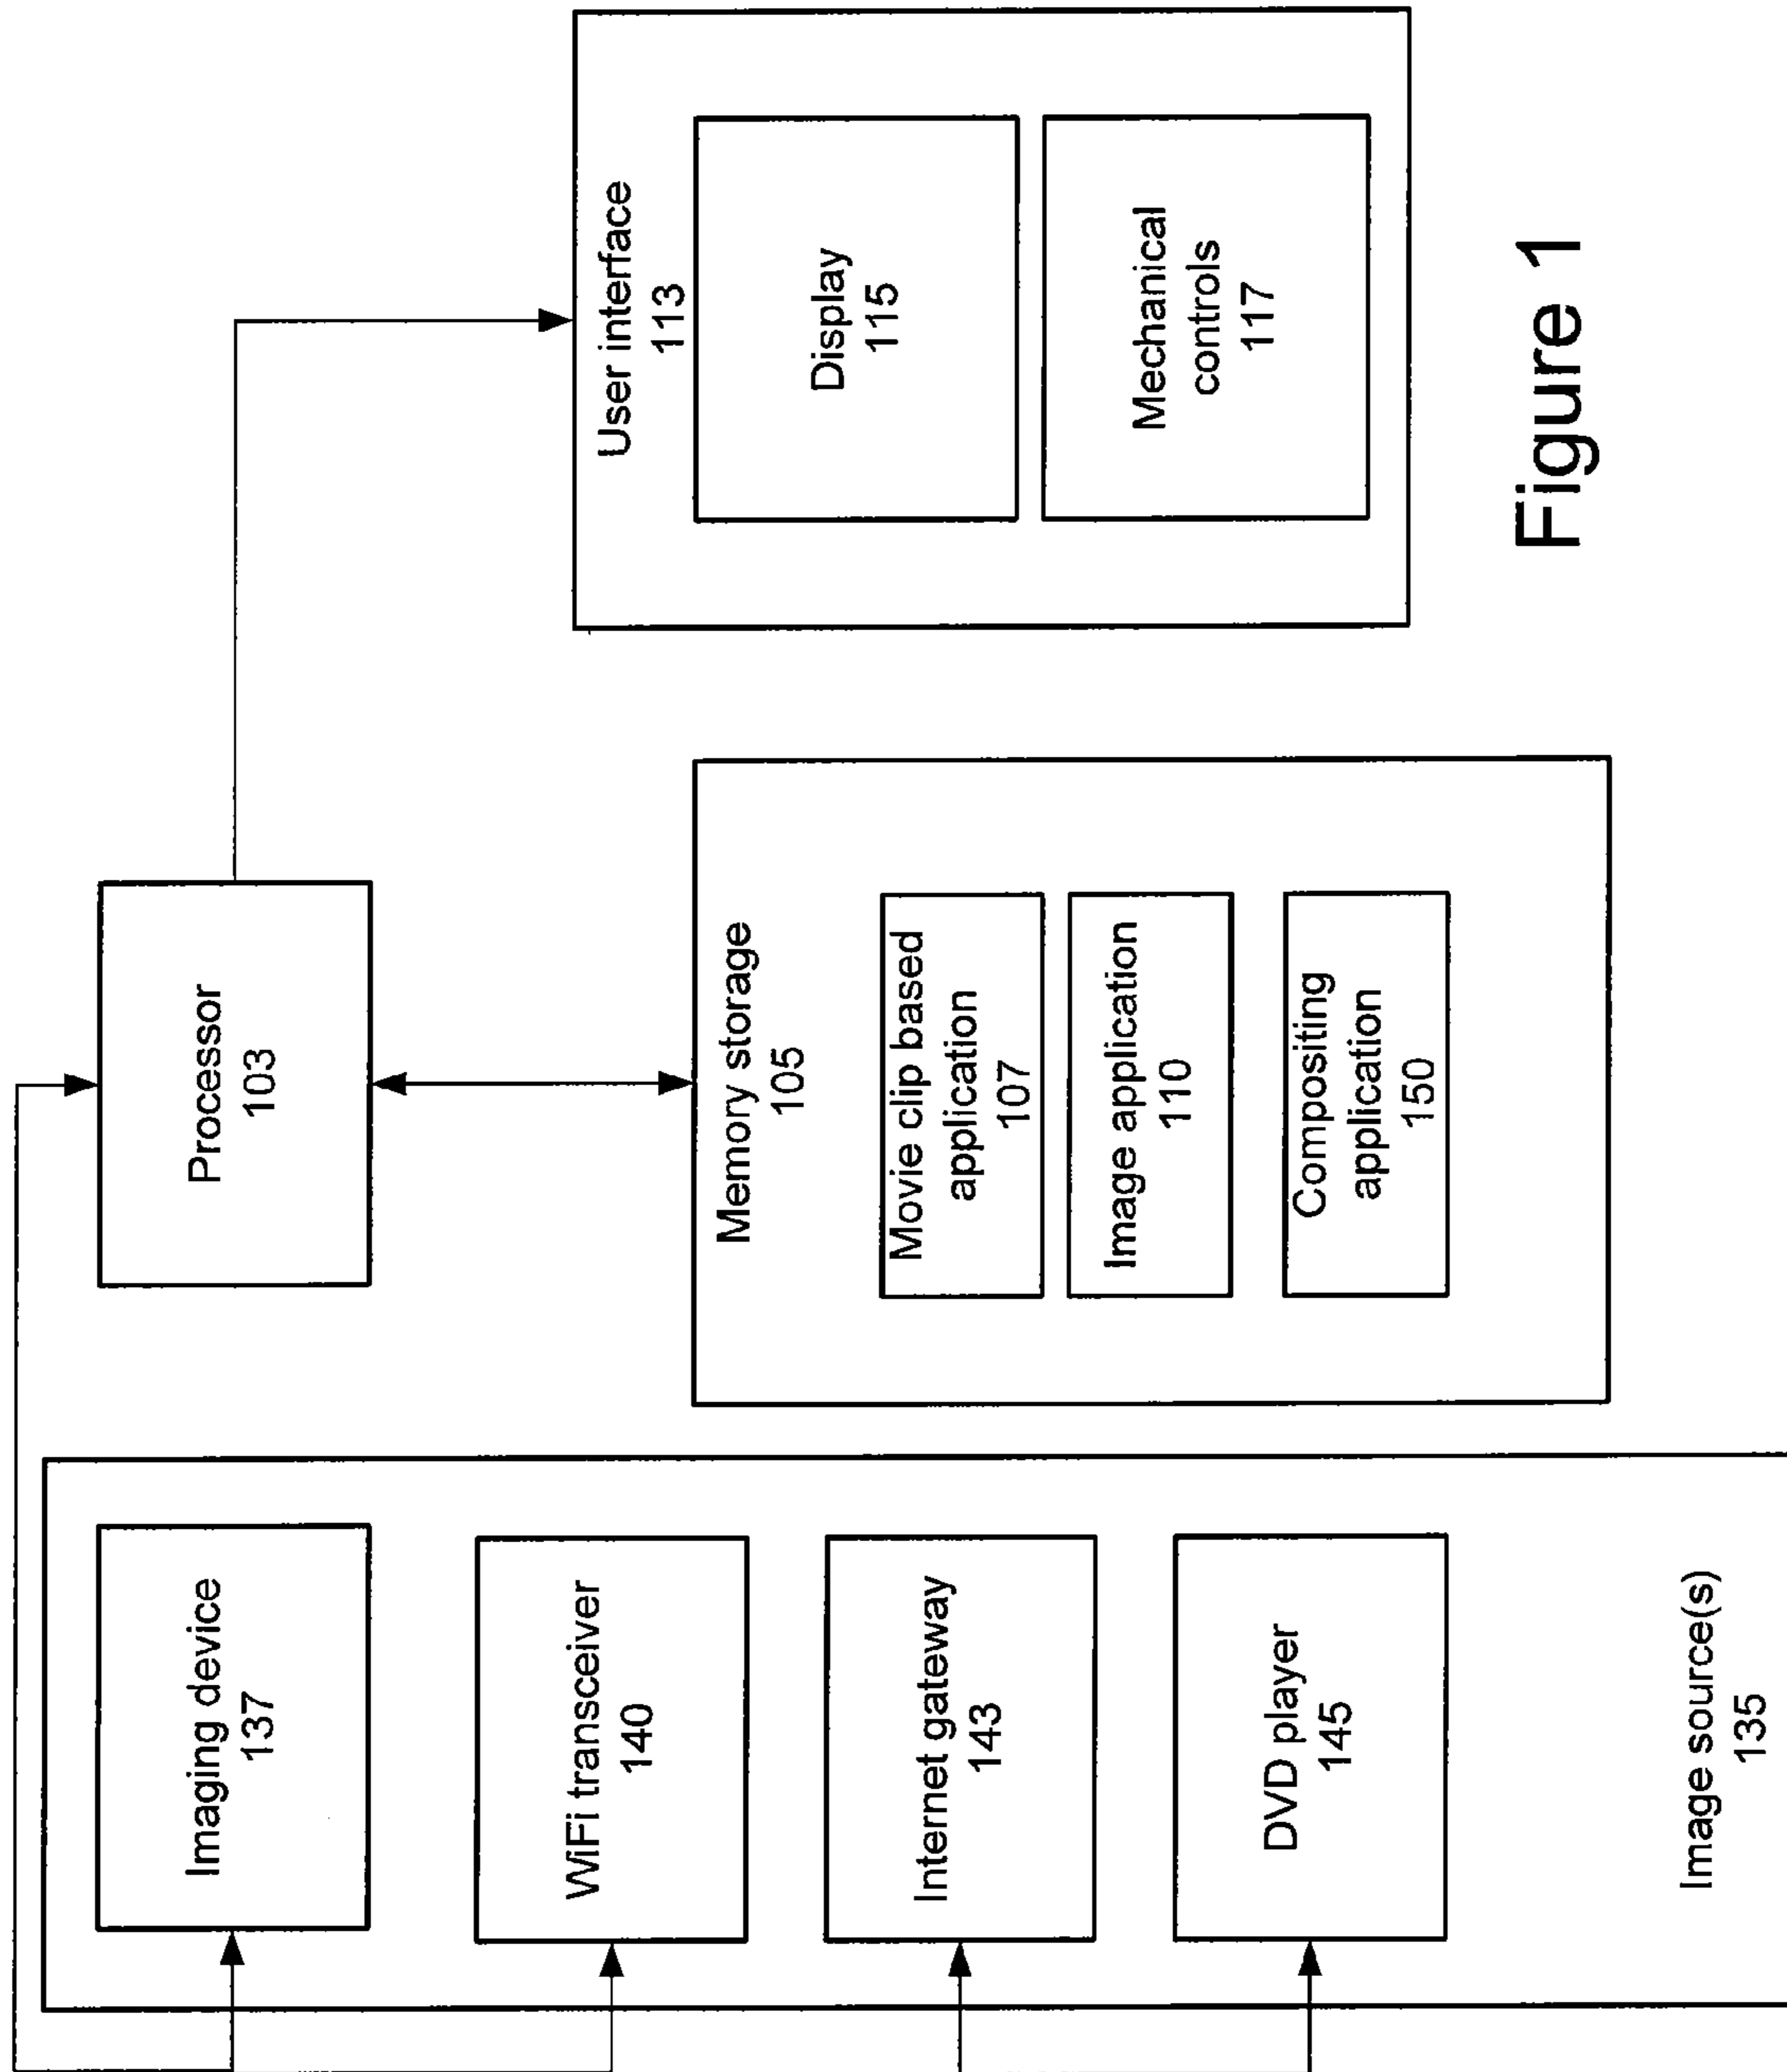 Imaging device
137
WiFi transceiver
140
Internet gateway
143
DVD player
145
Image source(s)
135
Processor
103
Memory storage
105
Movie clip based
application
107
Image application
110
Compositing
application
150
User interface
113
Display
115
Mechanical
controls
117
Figure 1